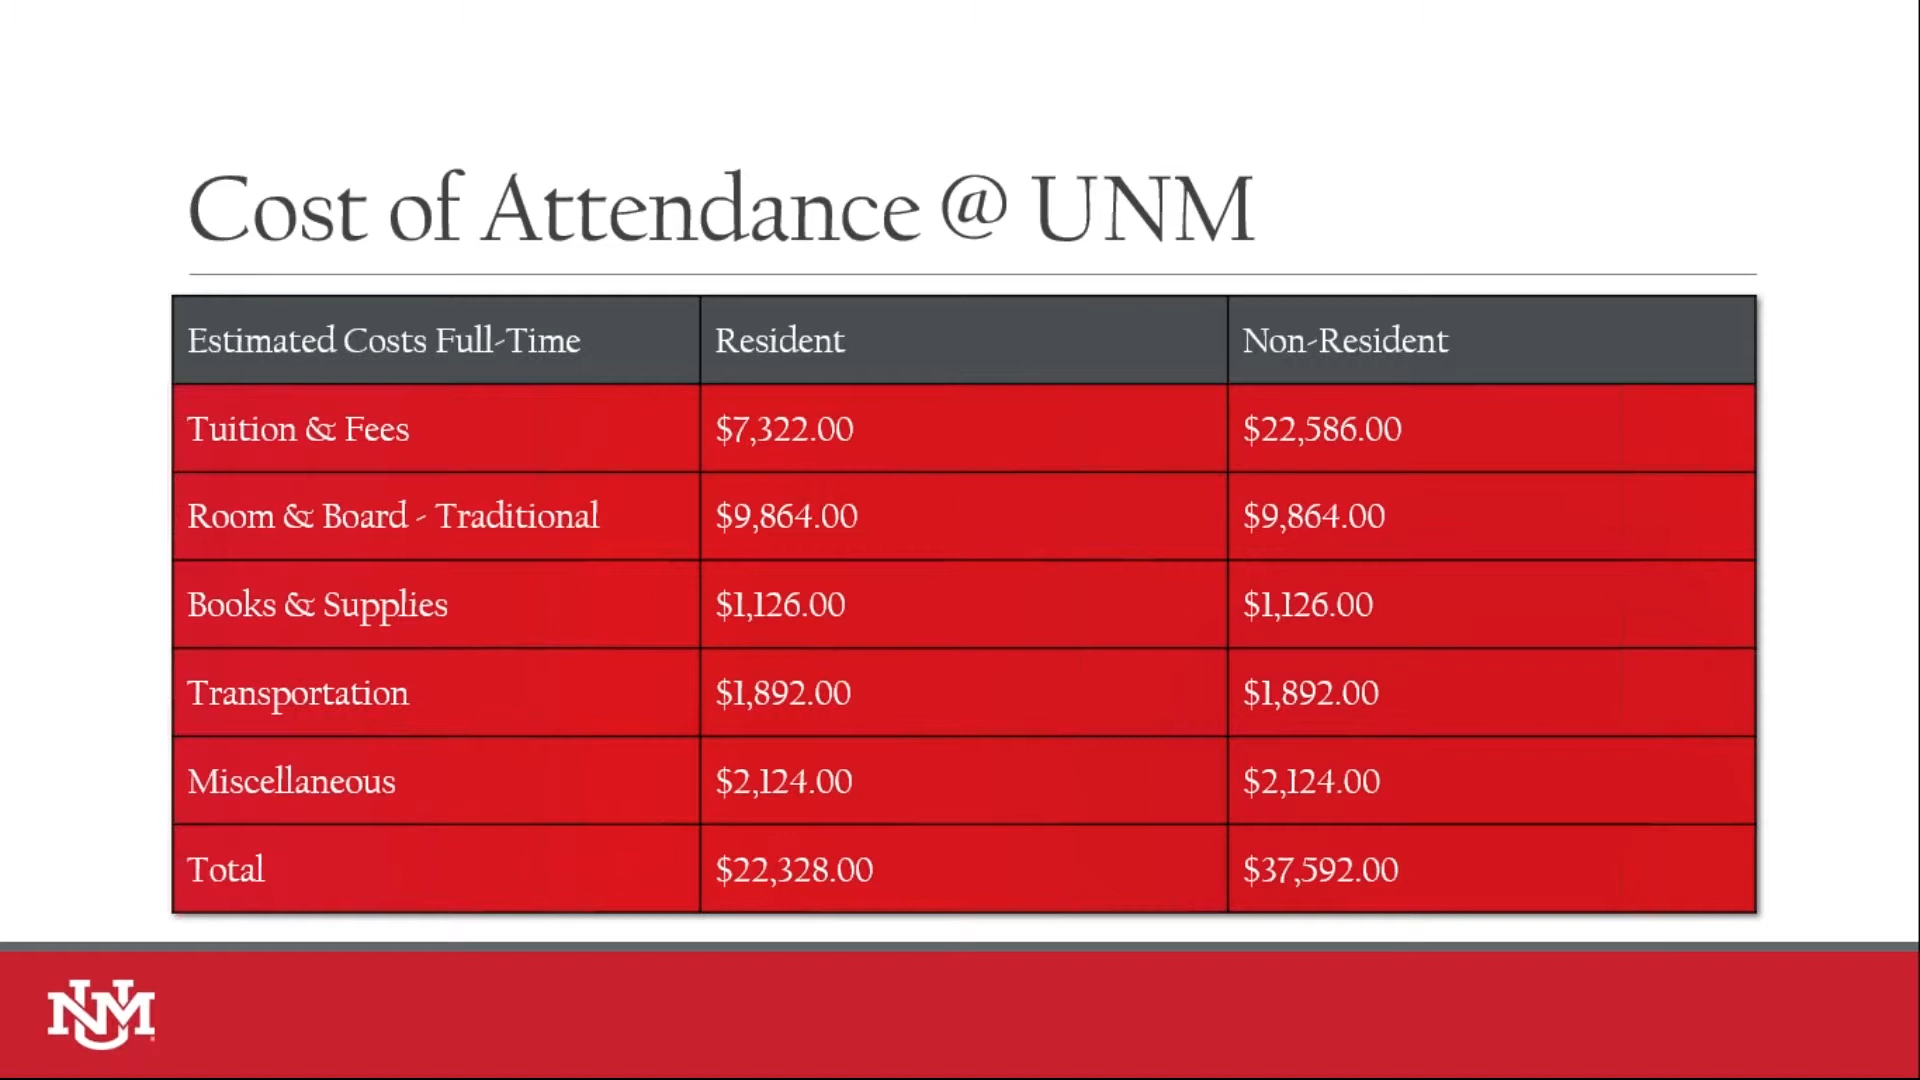 Cost of Attendance @ UNM
Estimated Costs Full-Time Resident Non-Resident
Tuition & Fees $7,322.00 $22,586.00
Room & Board - Traditional $9,864.00 $9,864.00
Books & Supplies $1,126.00 $1,126.00
Transportation $1,892.00 $1,892.00
Miscellaneous $2,124.00 $2,124.00
Total $22,328.00 $37,592.00
UNM